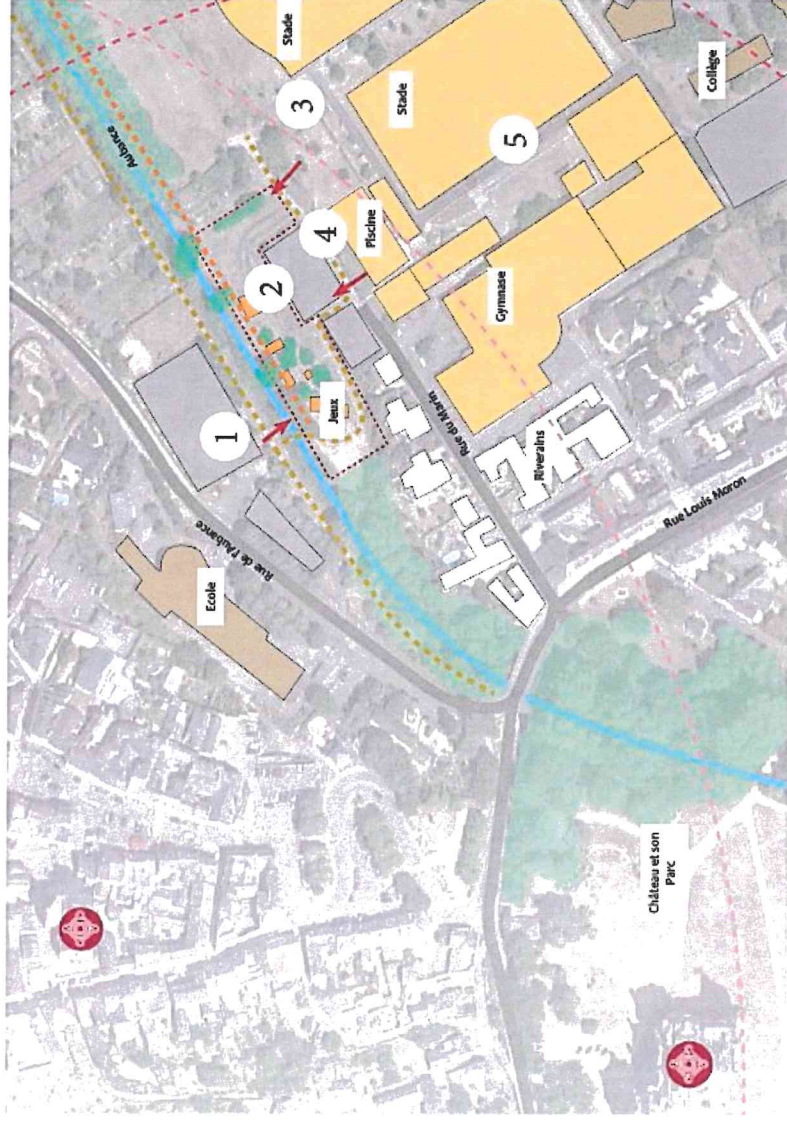 Aubance
Stade
3
Stade
5
Collège
4
Piscine
2
Gymnase
1
Jeux
Rue du Marin
Riverains
Rue Louis Moron
Rue de l'Aubance
Ecole
Château et son
Parc